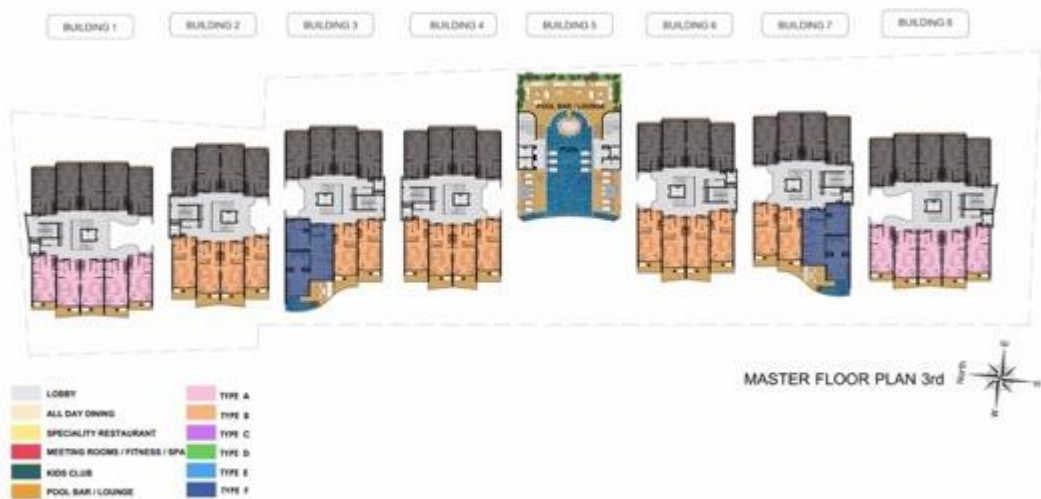 BUILDING 1
BUILDING 2
BUILDING 3
BUILDING 4
BUILDING 5
BUILDING 6
BUILDING 7
BUILDING 8
POOL BAR / LOUNGE
POOL
MASTER FLOOR PLAN 3rd
North
E
S
W
LOBBY
ALL DAY DINING
SPECIALITY RESTAURANT
MEETING ROOMS / FITNESS / SPA
KIDS CLUB
POOL BAR / LOUNGE
TYPE A
TYPE B
TYPE C
TYPE D
TYPE E
TYPE F